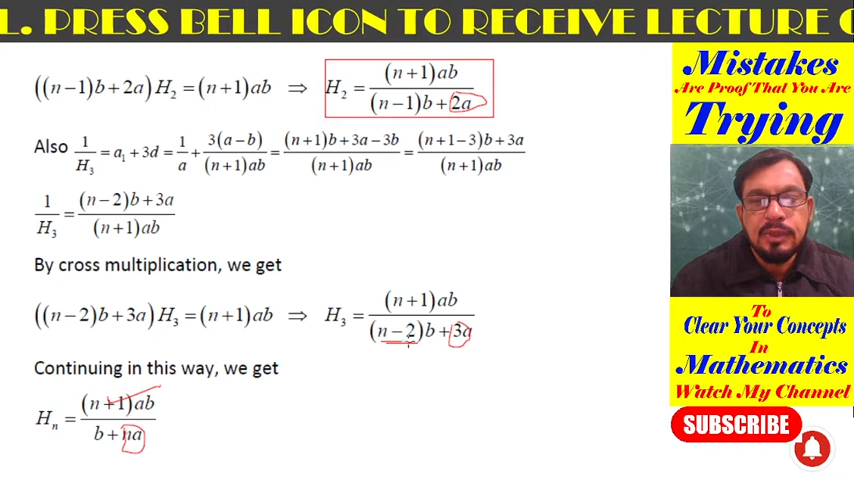 L. PRESS BELL ICON TO RECEIVE LECTURE O
((n−1)b+2a)H₂=(n+1)ab ⇒ H₂=(n+1)ab/((n−1)b+2a)
Also 1/H₃=a₁+3d=1/a+3(a−b)/((n+1)ab)=((n+1)b+3a−3b)/((n+1)ab)=((n+1−3)b+3a)/((n+1)ab)
1/H₃=((n−2)b+3a)/((n+1)ab)
By cross multiplication, we get
((n−2)b+3a)H₃=(n+1)ab ⇒ H₃=(n+1)ab/((n−2)b+3a)
Continuing in this way, we get
Hₙ=(n+1)ab/(b+na)
Mistakes
Are Proof That You Are
Trying
To
Clear Your Concepts
In
Mathematics
Watch My Channel
SUBSCRIBE